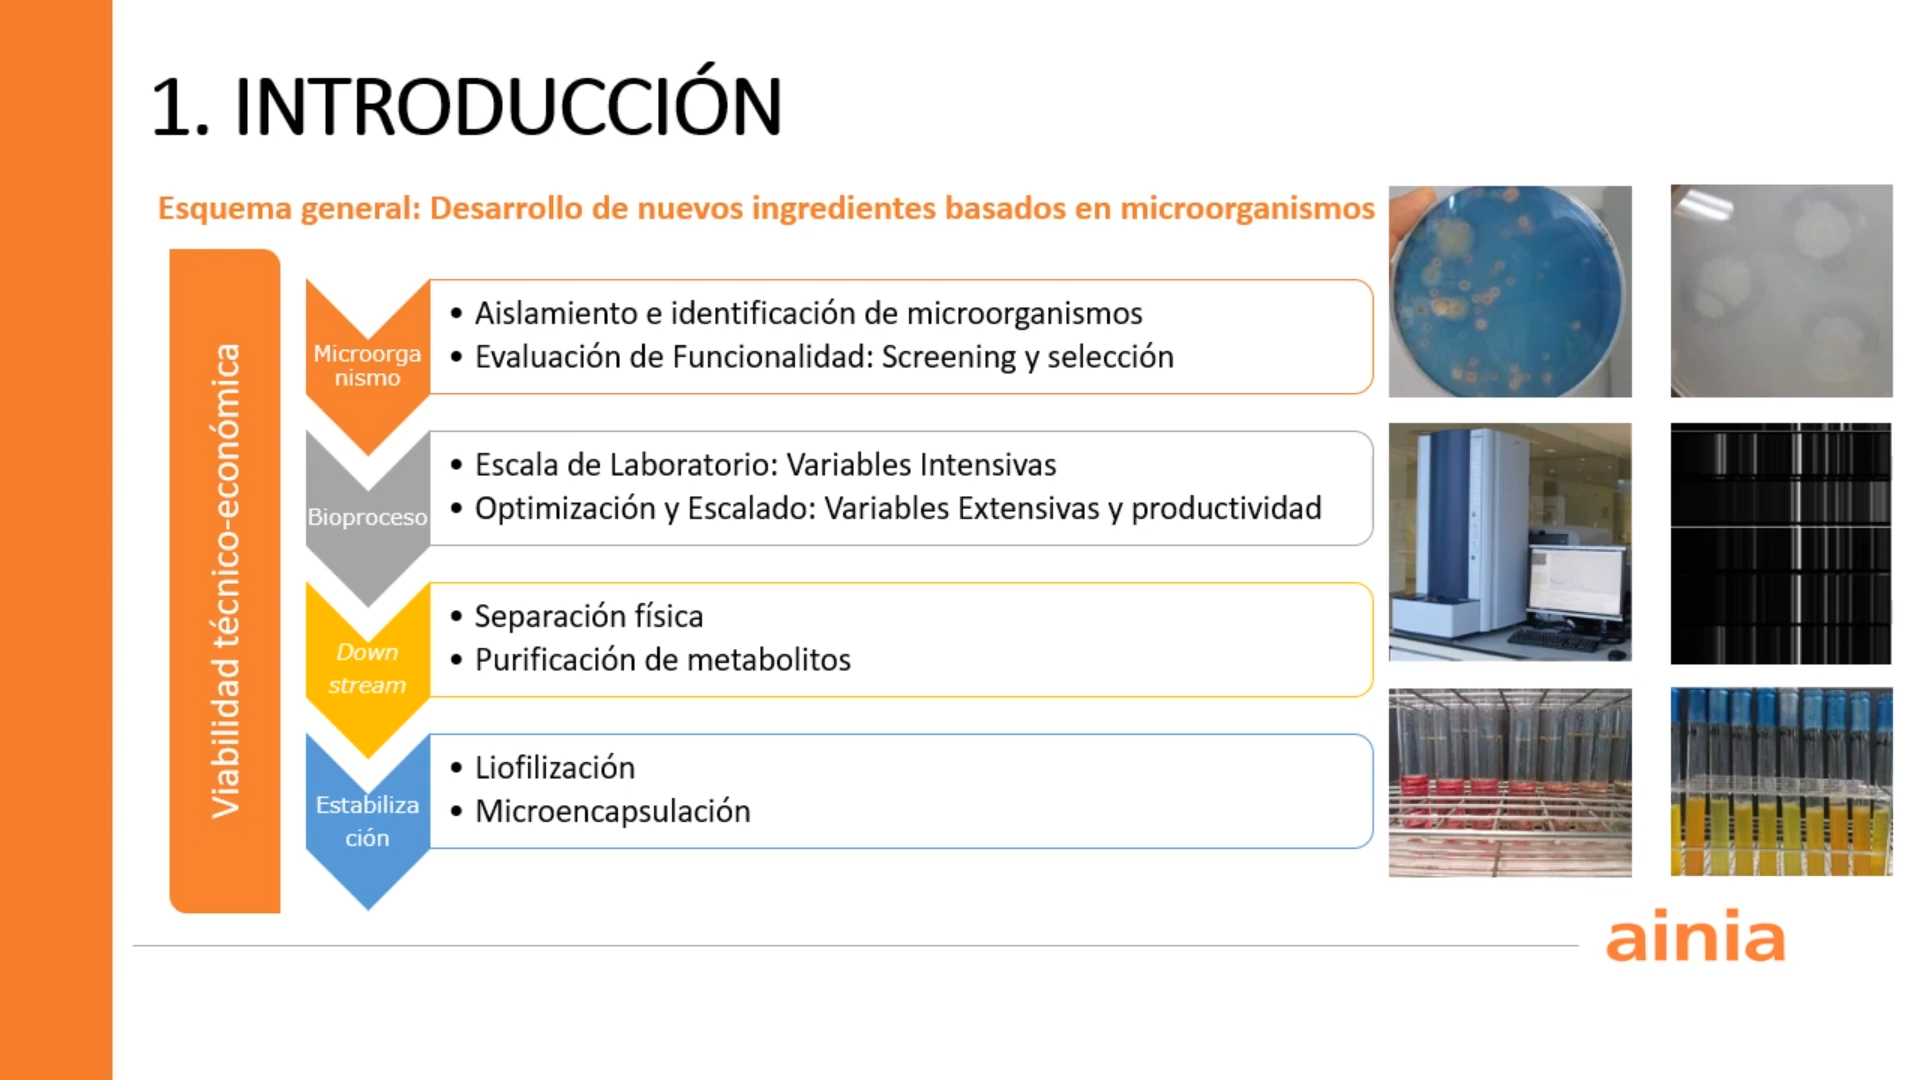 1. INTRODUCCIÓN
Esquema general: Desarrollo de nuevos ingredientes basados en microorganismos
Viabilidad técnico-económica
Microorga
nismo
• Aislamiento e identificación de microorganismos
• Evaluación de Funcionalidad: Screening y selección
Bioproceso
• Escala de Laboratorio: Variables Intensivas
• Optimización y Escalado: Variables Extensivas y productividad
Down
stream
• Separación física
• Purificación de metabolitos
Estabiliza
ción
• Liofilización
• Microencapsulación
ainia